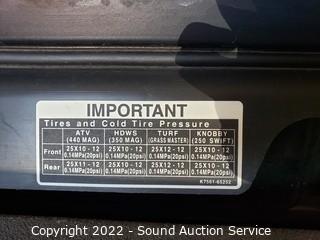 IMPORTANT
Tires and Cold Tire Pressure
ATV (440 MAG) HDWS (350 MAG) TURF (GRASS MASTER) KNOBBY (250 SWIFT)
Front 25X10 - 12 0.14MPa(20psi) 25X10 - 12 0.14MPa(20psi) 25X12 - 12 0.14MPa(20psi) 25X10 - 12 0.14MPa(20psi)
Rear 25X11 - 12 0.14MPa(20psi) 25X10 - 12 0.14MPa(20psi) 25X12 - 12 0.14MPa(20psi) 25X10 - 12 0.14MPa(20psi)
K7561-65252
Copyright 2022 - Sound Auction Service